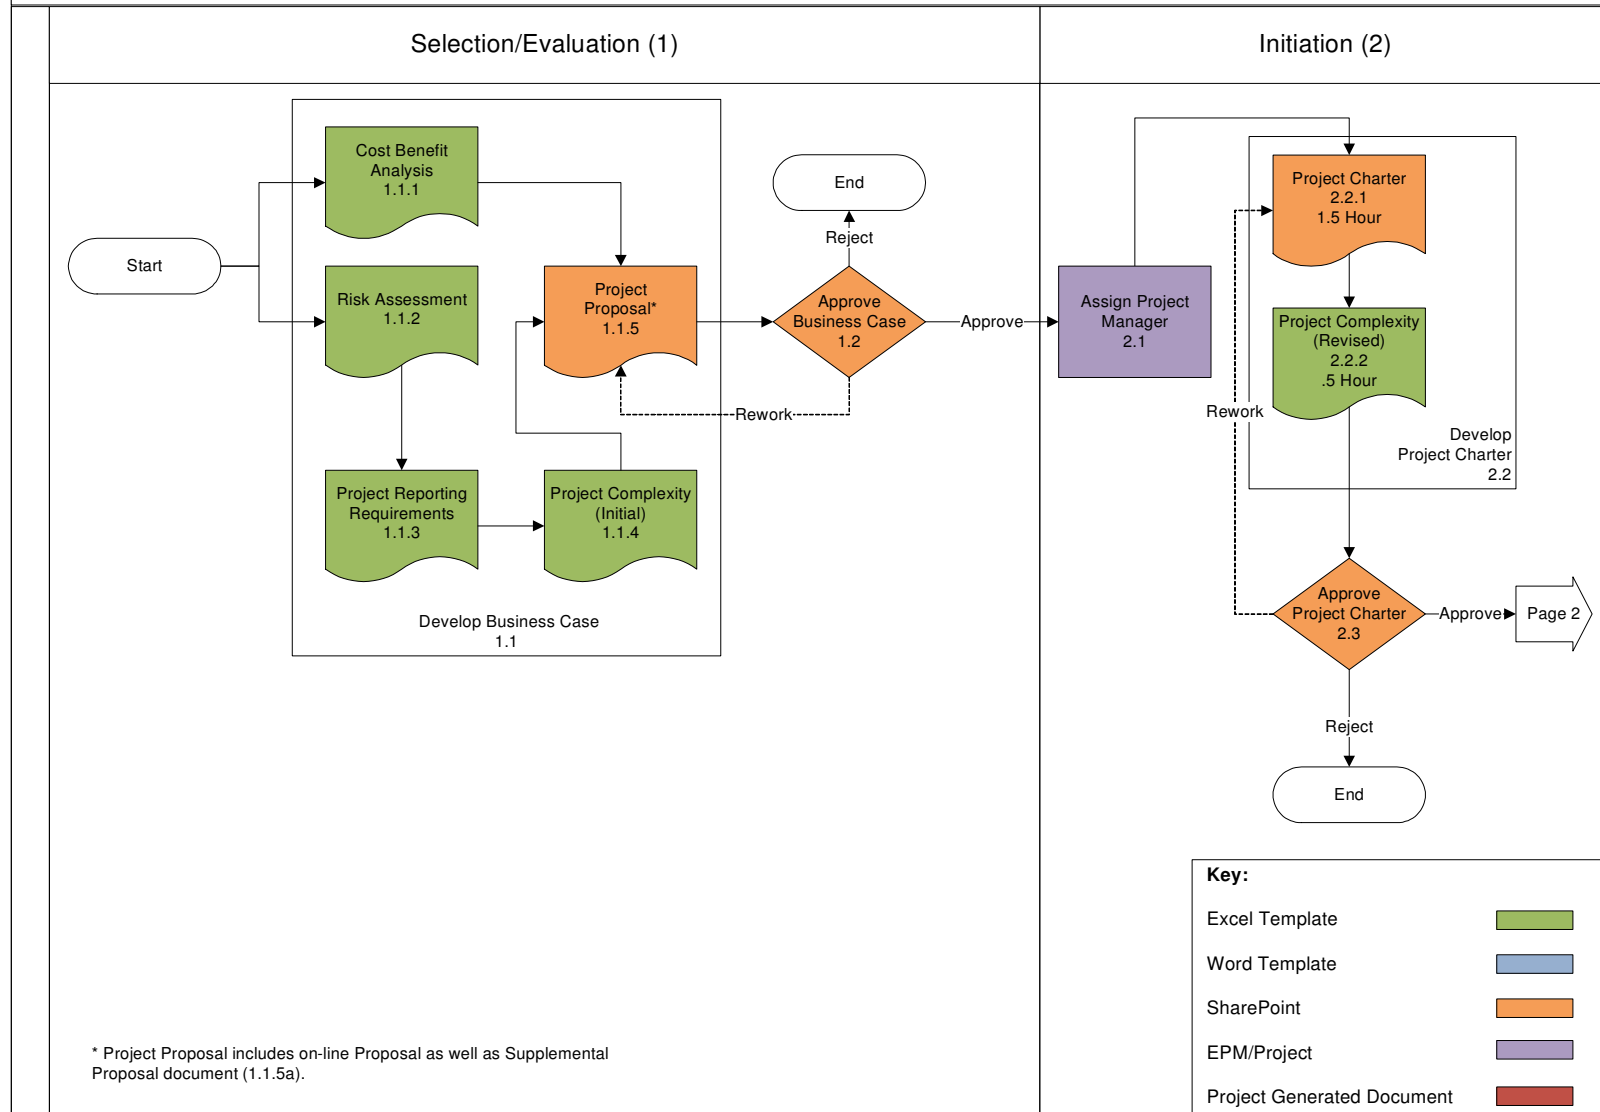 Selection/Evaluation (1)
Initiation (2)
Start
Cost Benefit
Analysis
1.1.1
Risk Assessment
1.1.2
Project Reporting
Requirements
1.1.3
Project Complexity
(Initial)
1.1.4
Project
Proposal*
1.1.5
Develop Business Case
1.1
End
Reject
Approve
Business Case
1.2
Rework
Approve
Assign Project
Manager
2.1
Project Charter
2.2.1
1.5 Hour
Project Complexity
(Revised)
2.2.2
.5 Hour
Rework
Develop
Project Charter
2.2
Approve
Project Charter
2.3
Approve
Page 2
Reject
End
Key:
Excel Template
Word Template
SharePoint
EPM/Project
Project Generated Document
* Project Proposal includes on-line Proposal as well as Supplemental
Proposal document (1.1.5a).